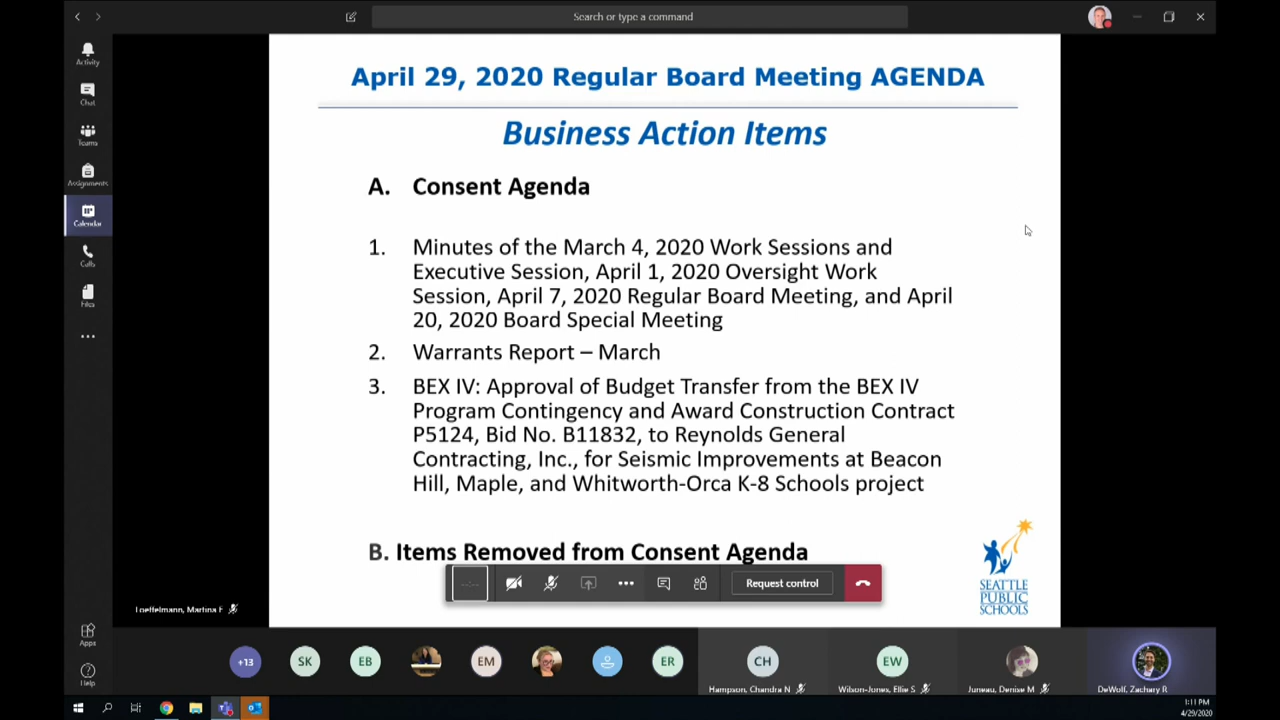 Search or type a command
Activity
Chat
Teams
Assignments
Calendar
Calls
Files
April 29, 2020 Regular Board Meeting AGENDA
Business Action Items
A. Consent Agenda
1. Minutes of the March 4, 2020 Work Sessions and
Executive Session, April 1, 2020 Oversight Work
Session, April 7, 2020 Regular Board Meeting, and April
20, 2020 Board Special Meeting
2. Warrants Report – March
3. BEX IV: Approval of Budget Transfer from the BEX IV
Program Contingency and Award Construction Contract
P5124, Bid No. B11832, to Reynolds General
Contracting, Inc., for Seismic Improvements at Beacon
Hill, Maple, and Whitworth-Orca K-8 Schools project
B. Items Removed from Consent Agenda
SEATTLE
PUBLIC
SCHOOLS
--:--
Request control
Loeffelmann, Martina E
Apps
Help
+13
SK
EB
EM
ER
CH
EW
Hampson, Chandra N
Wilson-Jones, Ellie S
Juneau, Denise M
DeWolf, Zachary R
1:11 PM
4/29/2020